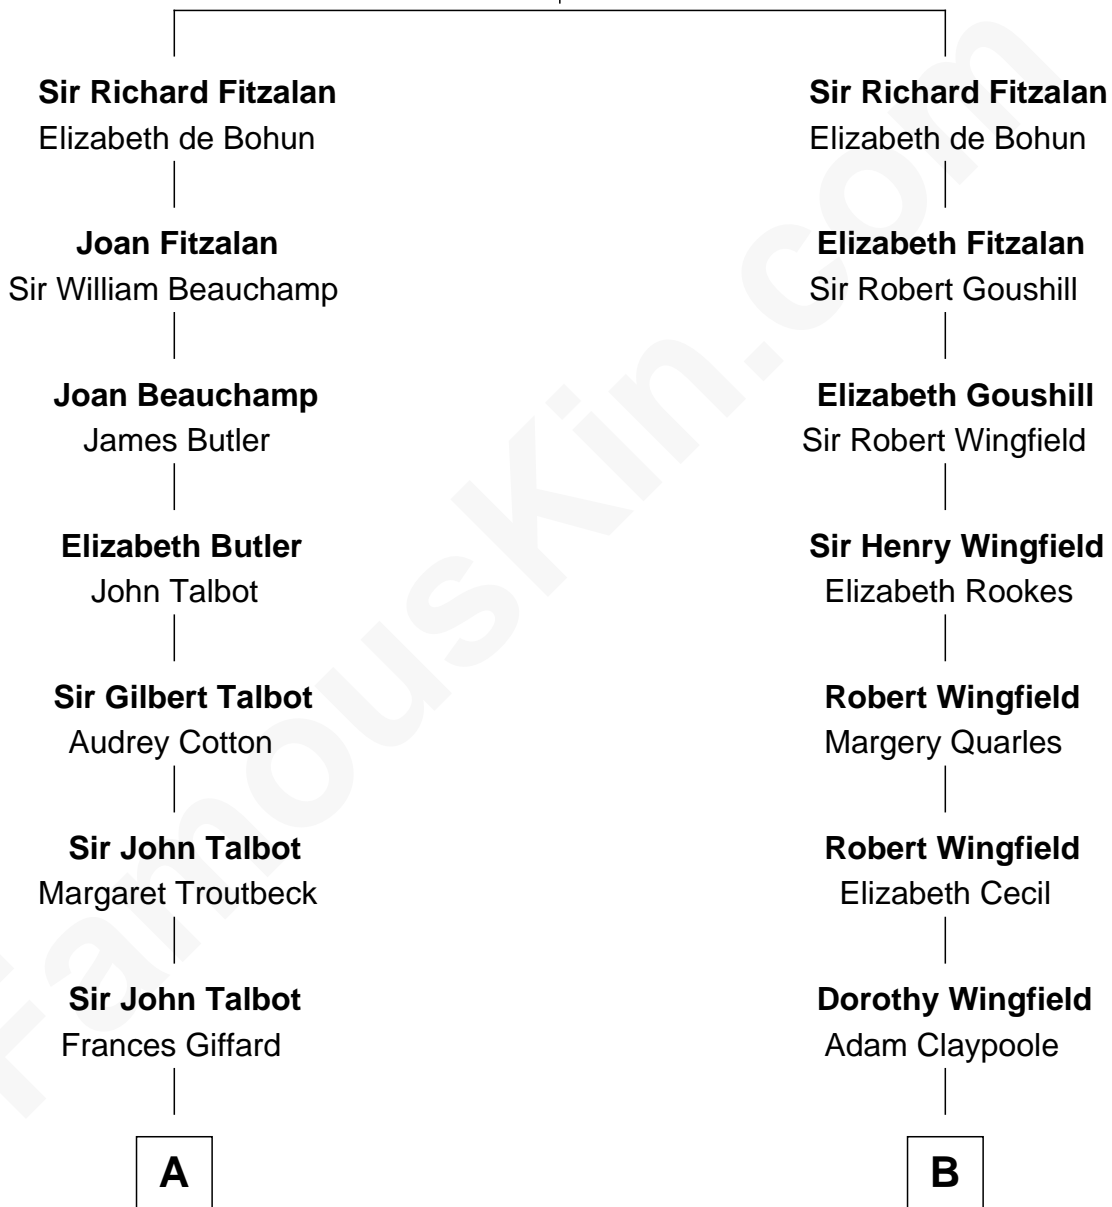 Sir Richard Fitzalan
Elizabeth de Bohun
Joan Fitzalan
Sir William Beauchamp
Joan Beauchamp
James Butler
Elizabeth Butler
John Talbot
Sir Gilbert Talbot
Audrey Cotton
Sir John Talbot
Margaret Troutbeck
Sir John Talbot
Frances Giffard
A
Sir Richard Fitzalan
Elizabeth de Bohun
Elizabeth Fitzalan
Sir Robert Goushill
Elizabeth Goushill
Sir Robert Wingfield
Sir Henry Wingfield
Elizabeth Rookes
Robert Wingfield
Margery Quarles
Robert Wingfield
Elizabeth Cecil
Dorothy Wingfield
Adam Claypoole
B
FamousKin.com